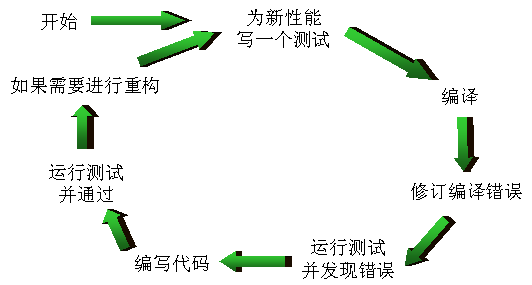 开始
为新性能
写一个测试
编译
修订编译错误
运行测试
并发现错误
编写代码
运行测试
并通过
如果需要进行重构